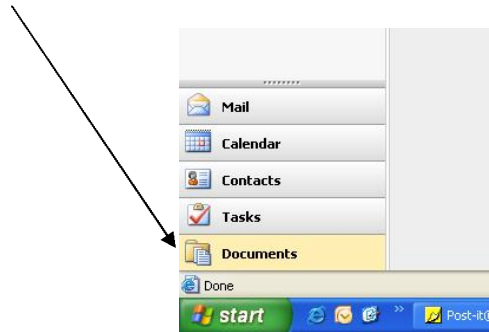 Mail
Calendar
Contacts
Tasks
Documents
Done
start » Post-it®